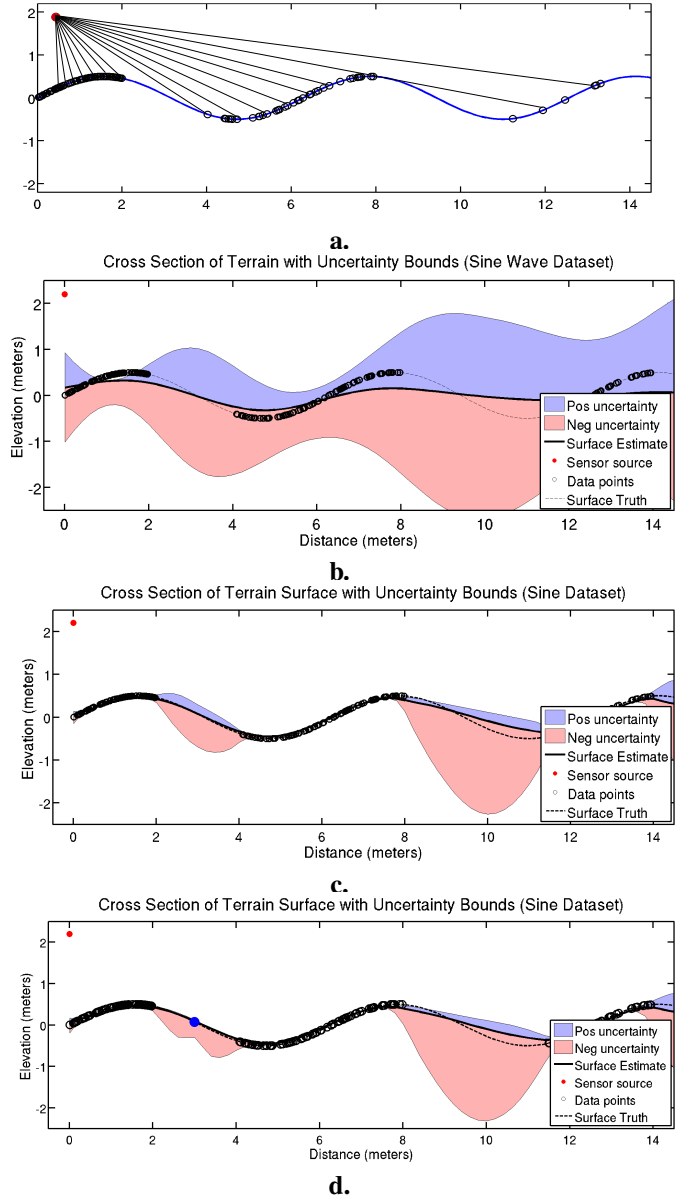 2
1
0
-1
-2
0 2 4 6 8 10 12 14
a.
Cross Section of Terrain with Uncertainty Bounds (Sine Wave Dataset)
Elevation (meters)
2
1
0
-1
-2
Pos uncertainty
Neg uncertainty
Surface Estimate
Sensor source
Data points
Surface Truth
0 2 4 6 8 10 12 14
Distance (meters)
b.
Cross Section of Terrain Surface with Uncertainty Bounds (Sine Dataset)
Elevation (meters)
2
1
0
-1
-2
Pos uncertainty
Neg uncertainty
Surface Estimate
Sensor source
Data points
Surface Truth
0 2 4 6 8 10 12 14
Distance (meters)
c.
Cross Section of Terrain Surface with Uncertainty Bounds (Sine Dataset)
Elevation (meters)
2
1
0
-1
-2
Pos uncertainty
Neg uncertainty
Surface Estimate
Sensor source
Data points
Surface Truth
0 2 4 6 8 10 12 14
Distance (meters)
d.